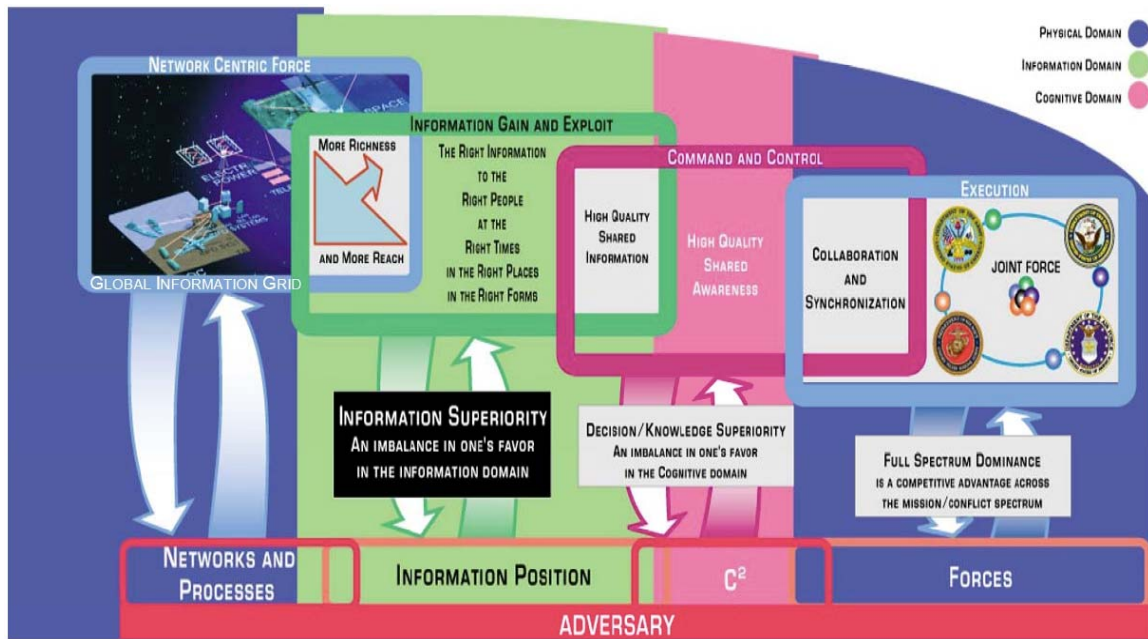 PHYSICAL DOMAIN
INFORMATION DOMAIN
COGNITIVE DOMAIN
NETWORK CENTRIC FORCE
SPACE
ELECTR
POWER
TELE
SYSTEMS
GLOBAL INFORMATION GRID
INFORMATION GAIN AND EXPLOIT
MORE RICHNESS
AND MORE REACH
THE RIGHT INFORMATION
TO THE
RIGHT PEOPLE
AT THE
RIGHT TIMES
IN THE RIGHT PLACES
IN THE RIGHT FORMS
COMMAND AND CONTROL
HIGH QUALITY
SHARED
INFORMATION
HIGH QUALITY
SHARED
AWARENESS
COLLABORATION
AND
SYNCHRONIZATION
EXECUTION
JOINT FORCE
INFORMATION SUPERIORITY
AN IMBALANCE IN ONE'S FAVOR
IN THE INFORMATION DOMAIN
DECISION/KNOWLEDGE SUPERIORITY
AN IMBALANCE IN ONE'S FAVOR
IN THE COGNITIVE DOMAIN
FULL SPECTRUM DOMINANCE
IS A COMPETITIVE ADVANTAGE ACROSS
THE MISSION/CONFLICT SPECTRUM
NETWORKS AND
PROCESSES
INFORMATION POSITION
C²
FORCES
ADVERSARY